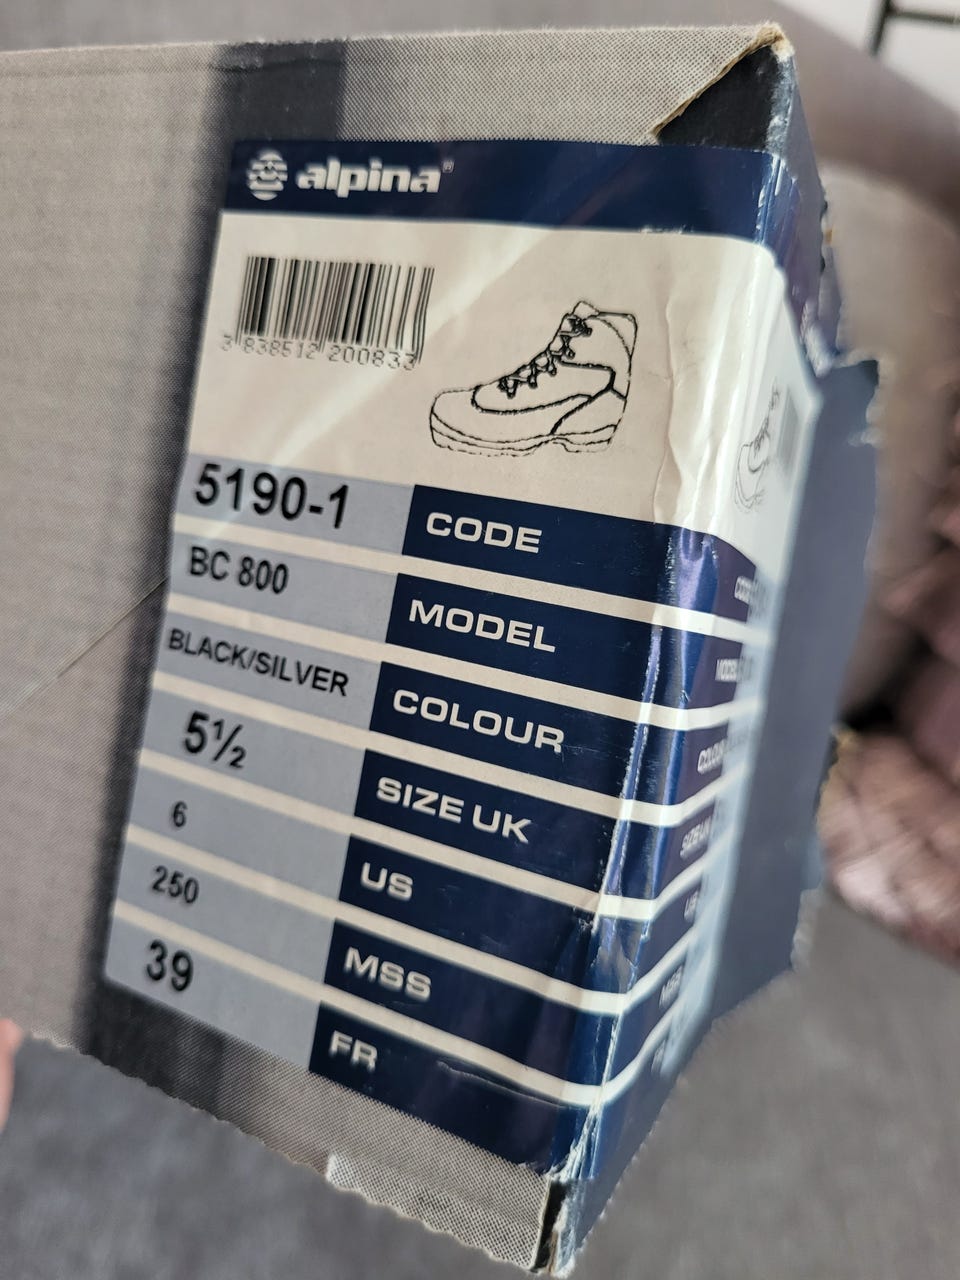 alpina®
3 838512 200833
5190-1 CODE
BC 800 MODEL
BLACK/SILVER COLOUR
5½ SIZE UK
6 US
250 MSS
39 FR